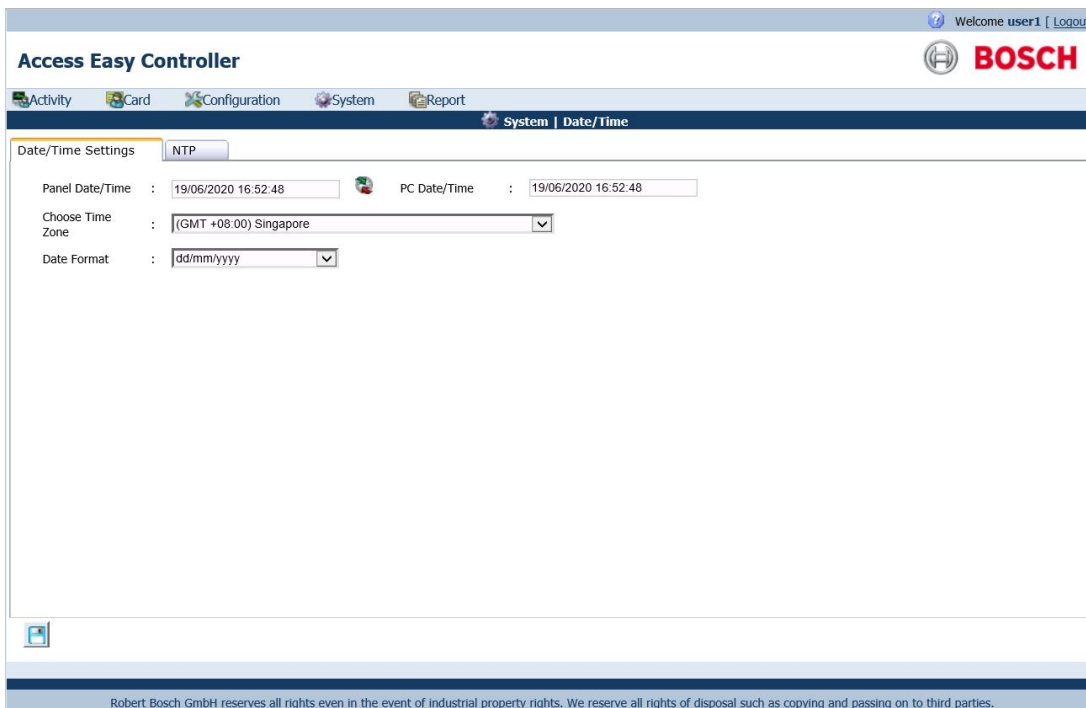 Welcome user1 [ Logou
Access Easy Controller
BOSCH
Activity Card Configuration System Report
System | Date/Time
Date/Time Settings NTP
Panel Date/Time : 19/06/2020 16:52:48 PC Date/Time : 19/06/2020 16:52:48
Choose Time
Zone : (GMT +08:00) Singapore
Date Format : dd/mm/yyyy
Robert Bosch GmbH reserves all rights even in the event of industrial property rights. We reserve all rights of disposal such as copying and passing on to third parties.